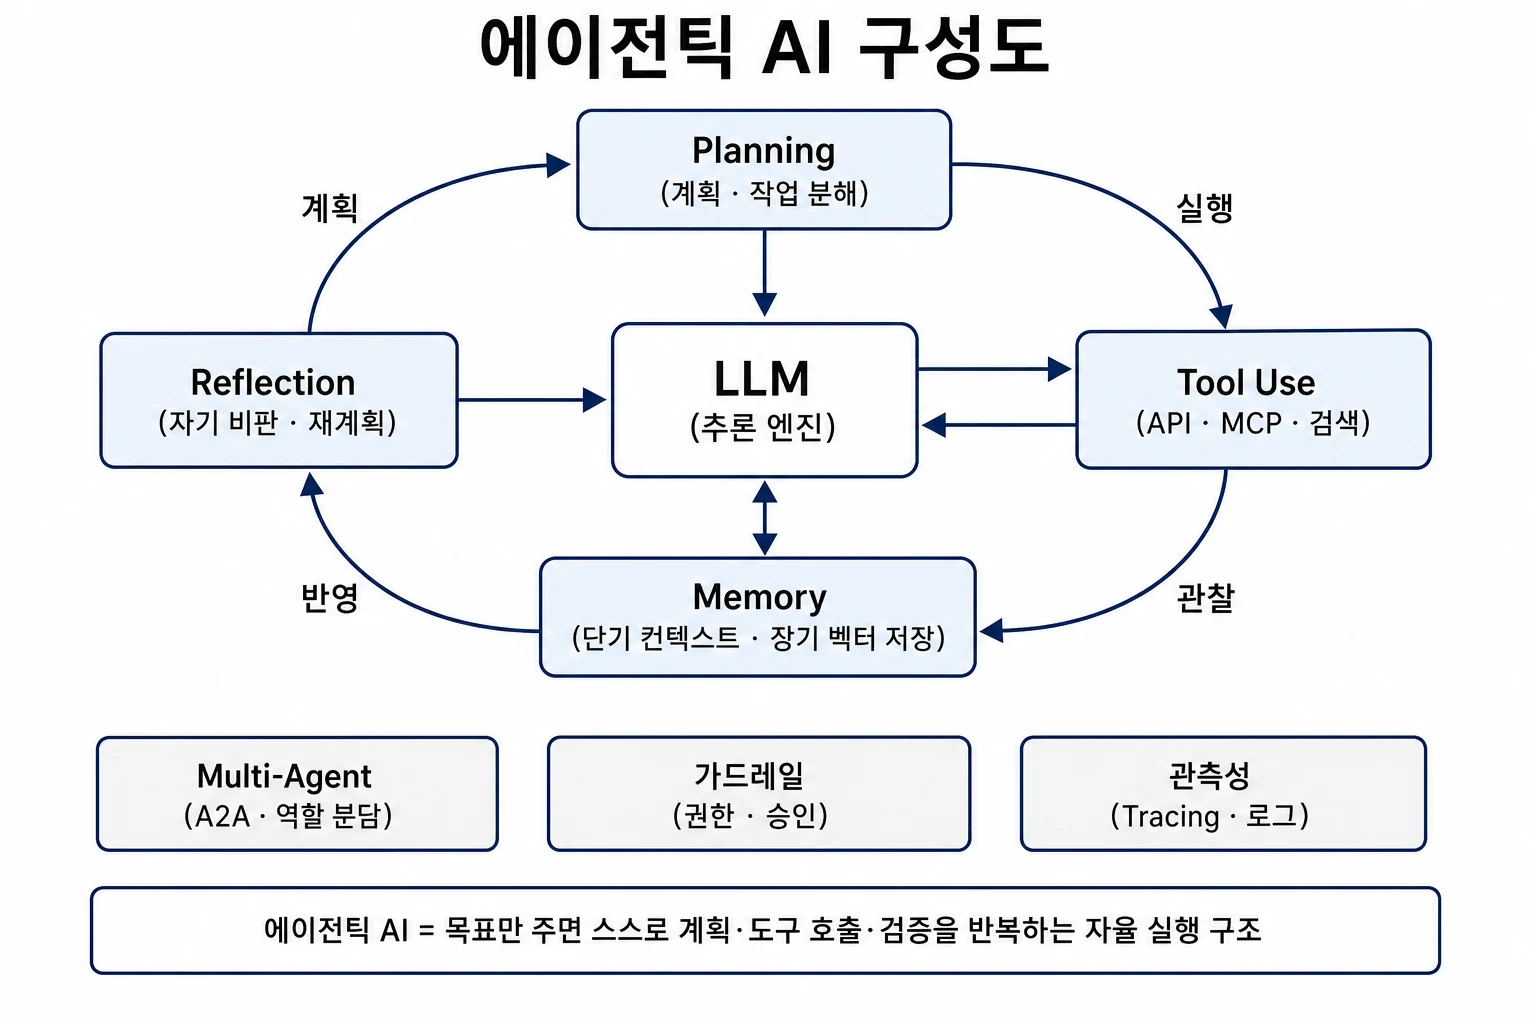 에이전틱 AI 구성도
Planning
(계획 · 작업 분해)
계획
실행
Reflection
(자기 비판 · 재계획)
LLM
(추론 엔진)
Tool Use
(API · MCP · 검색)
반영
관찰
Memory
(단기 컨텍스트 · 장기 벡터 저장)
Multi-Agent
(A2A · 역할 분담)
가드레일
(권한 · 승인)
관측성
(Tracing · 로그)
에이전틱 AI = 목표만 주면 스스로 계획·도구 호출·검증을 반복하는 자율 실행 구조